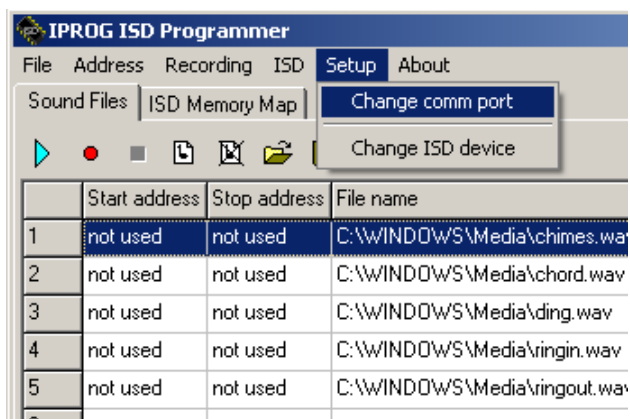 IPROG ISD Programmer
File Address Recording ISD Setup About
Sound Files ISD Memory Map Change comm port
Change ISD device
Start address Stop address File name
1 not used not used C:\WINDOWS\Media\chimes.wav
2 not used not used C:\WINDOWS\Media\chord.wav
3 not used not used C:\WINDOWS\Media\ding.wav
4 not used not used C:\WINDOWS\Media\ringin.wav
5 not used not used C:\WINDOWS\Media\ringout.wav